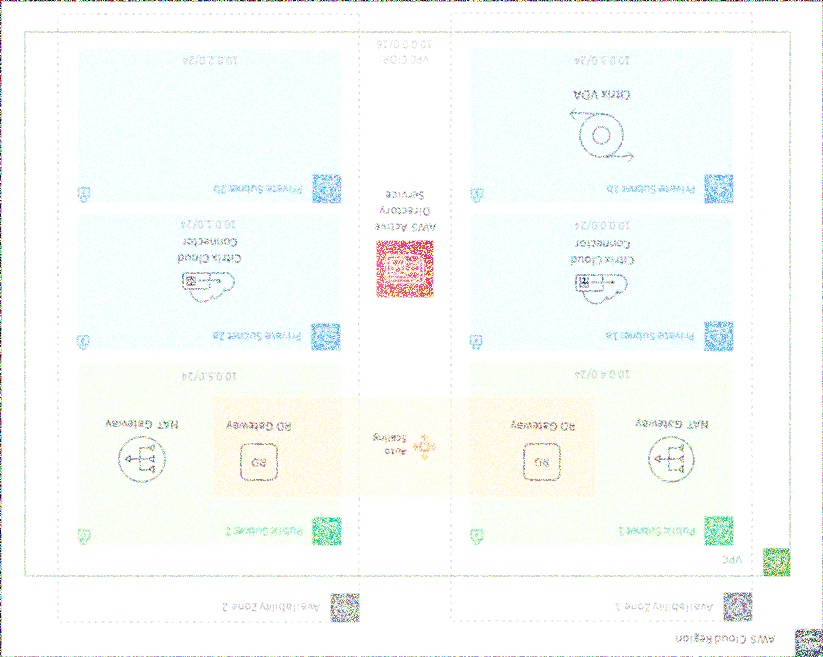 AWS Cloud Region
Availability Zone 1
Availability Zone 2
VPC
Public Subnet 1
Public Subnet 2
NAT Gateway
RD Gateway
RD
Auto
Scaling
RD Gateway
RD
NAT Gateway
10.0.4.0/24
10.0.5.0/24
Private Subnet 1a
Private Subnet 2a
Citrix Cloud
Connector
10.0.0.0/24
AWS Active
Directory
Service
Citrix Cloud
Connector
10.0.1.0/24
Private Subnet 1b
Private Subnet 2b
Citrix VDA
10.0.3.0/24
VPC CIDR
10.0.0.0/16
10.0.2.0/24